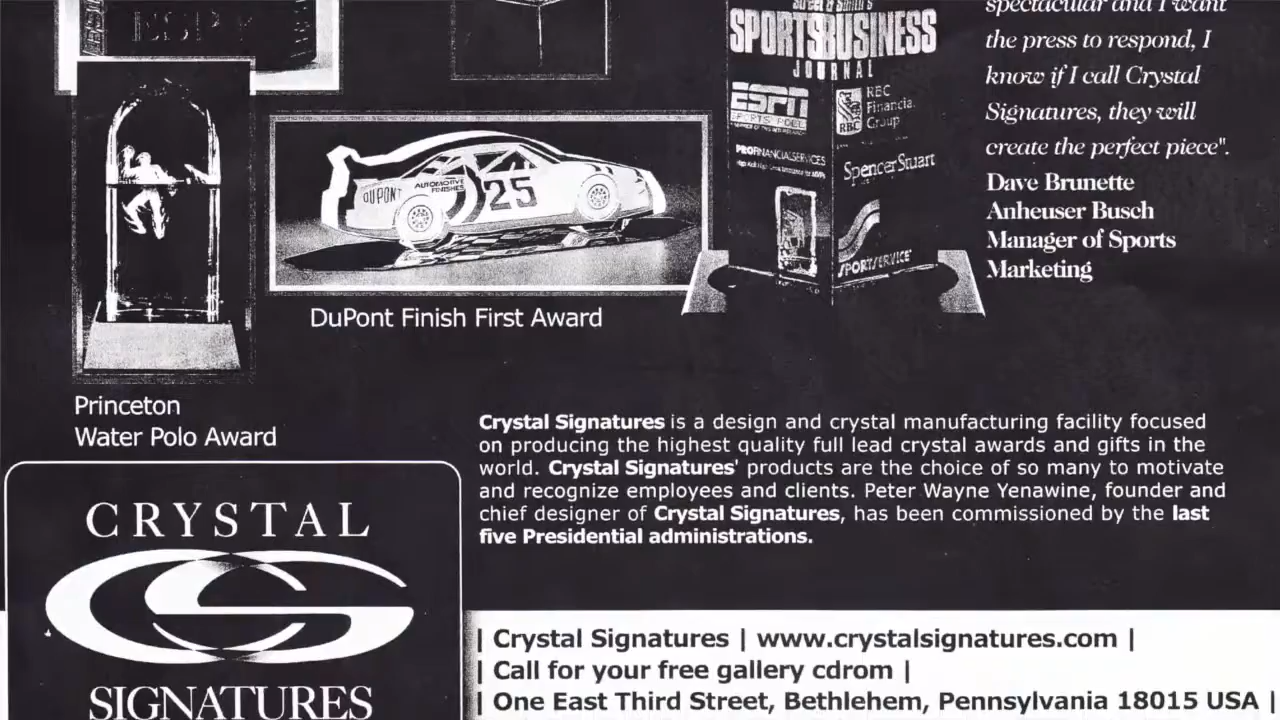 ESPY
Street & Smith's
SPORTSBUSINESS
JOURNAL
ESPN
RBC
Financial
Group
RBC
PROFINANCIALSERVICES
SpencerStuart
SPORTSERVICE
spectacular and I want
the press to respond, I
know if I call Crystal
Signatures, they will
create the perfect piece".
Dave Brunette
Anheuser Busch
Manager of Sports
Marketing
DUPONT
AUTOMOTIVE
FINISHES
25
DuPont Finish First Award
Princeton
Water Polo Award
Crystal Signatures is a design and crystal manufacturing facility focused
on producing the highest quality full lead crystal awards and gifts in the
world. Crystal Signatures' products are the choice of so many to motivate
and recognize employees and clients. Peter Wayne Yenawine, founder and
chief designer of Crystal Signatures, has been commissioned by the last
five Presidential administrations.
CRYSTAL
SIGNATURES
| Crystal Signatures | www.crystalsignatures.com |
| Call for your free gallery cdrom |
| One East Third Street, Bethlehem, Pennsylvania 18015 USA |